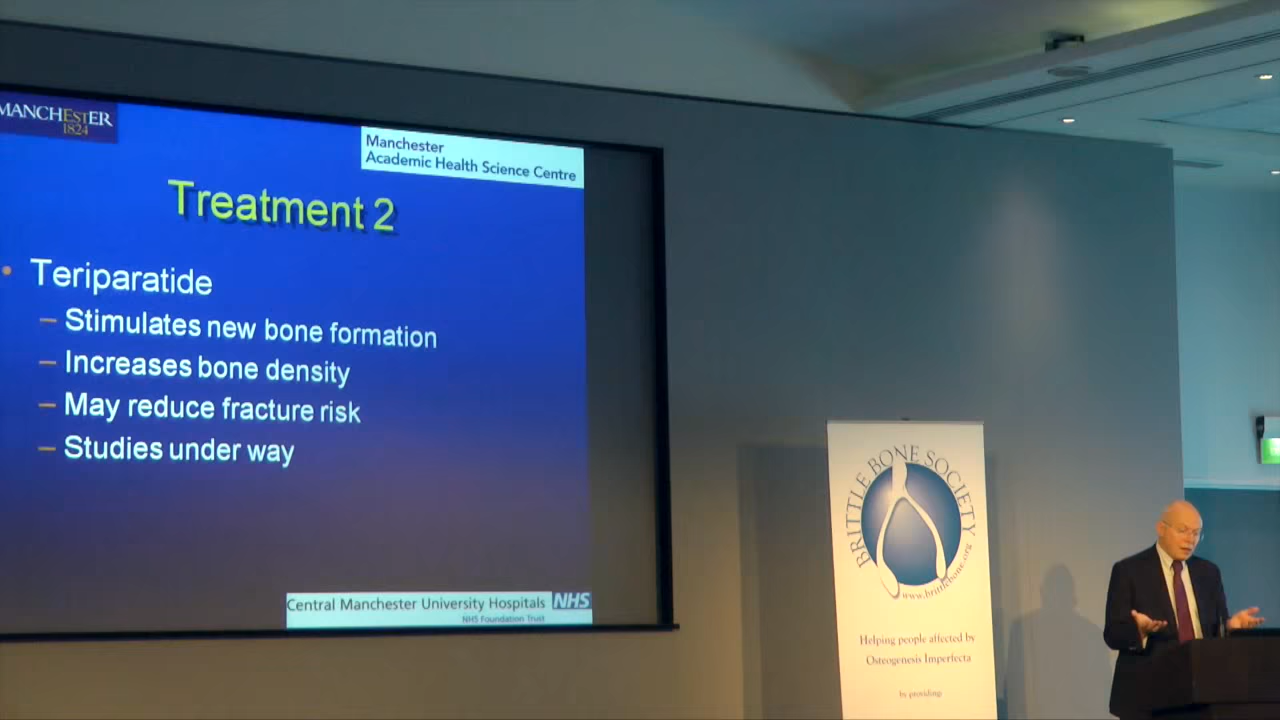 MANCHESTER
1824
Manchester
Academic Health Science Centre
Treatment 2
• Teriparatide
– Stimulates new bone formation
– Increases bone density
– May reduce fracture risk
– Studies under way
Central Manchester University Hospitals NHS
NHS Foundation Trust
BRITTLE BONE SOCIETY
www.brittlebone.org
Helping people affected by
Osteogenesis Imperfecta
by providing: